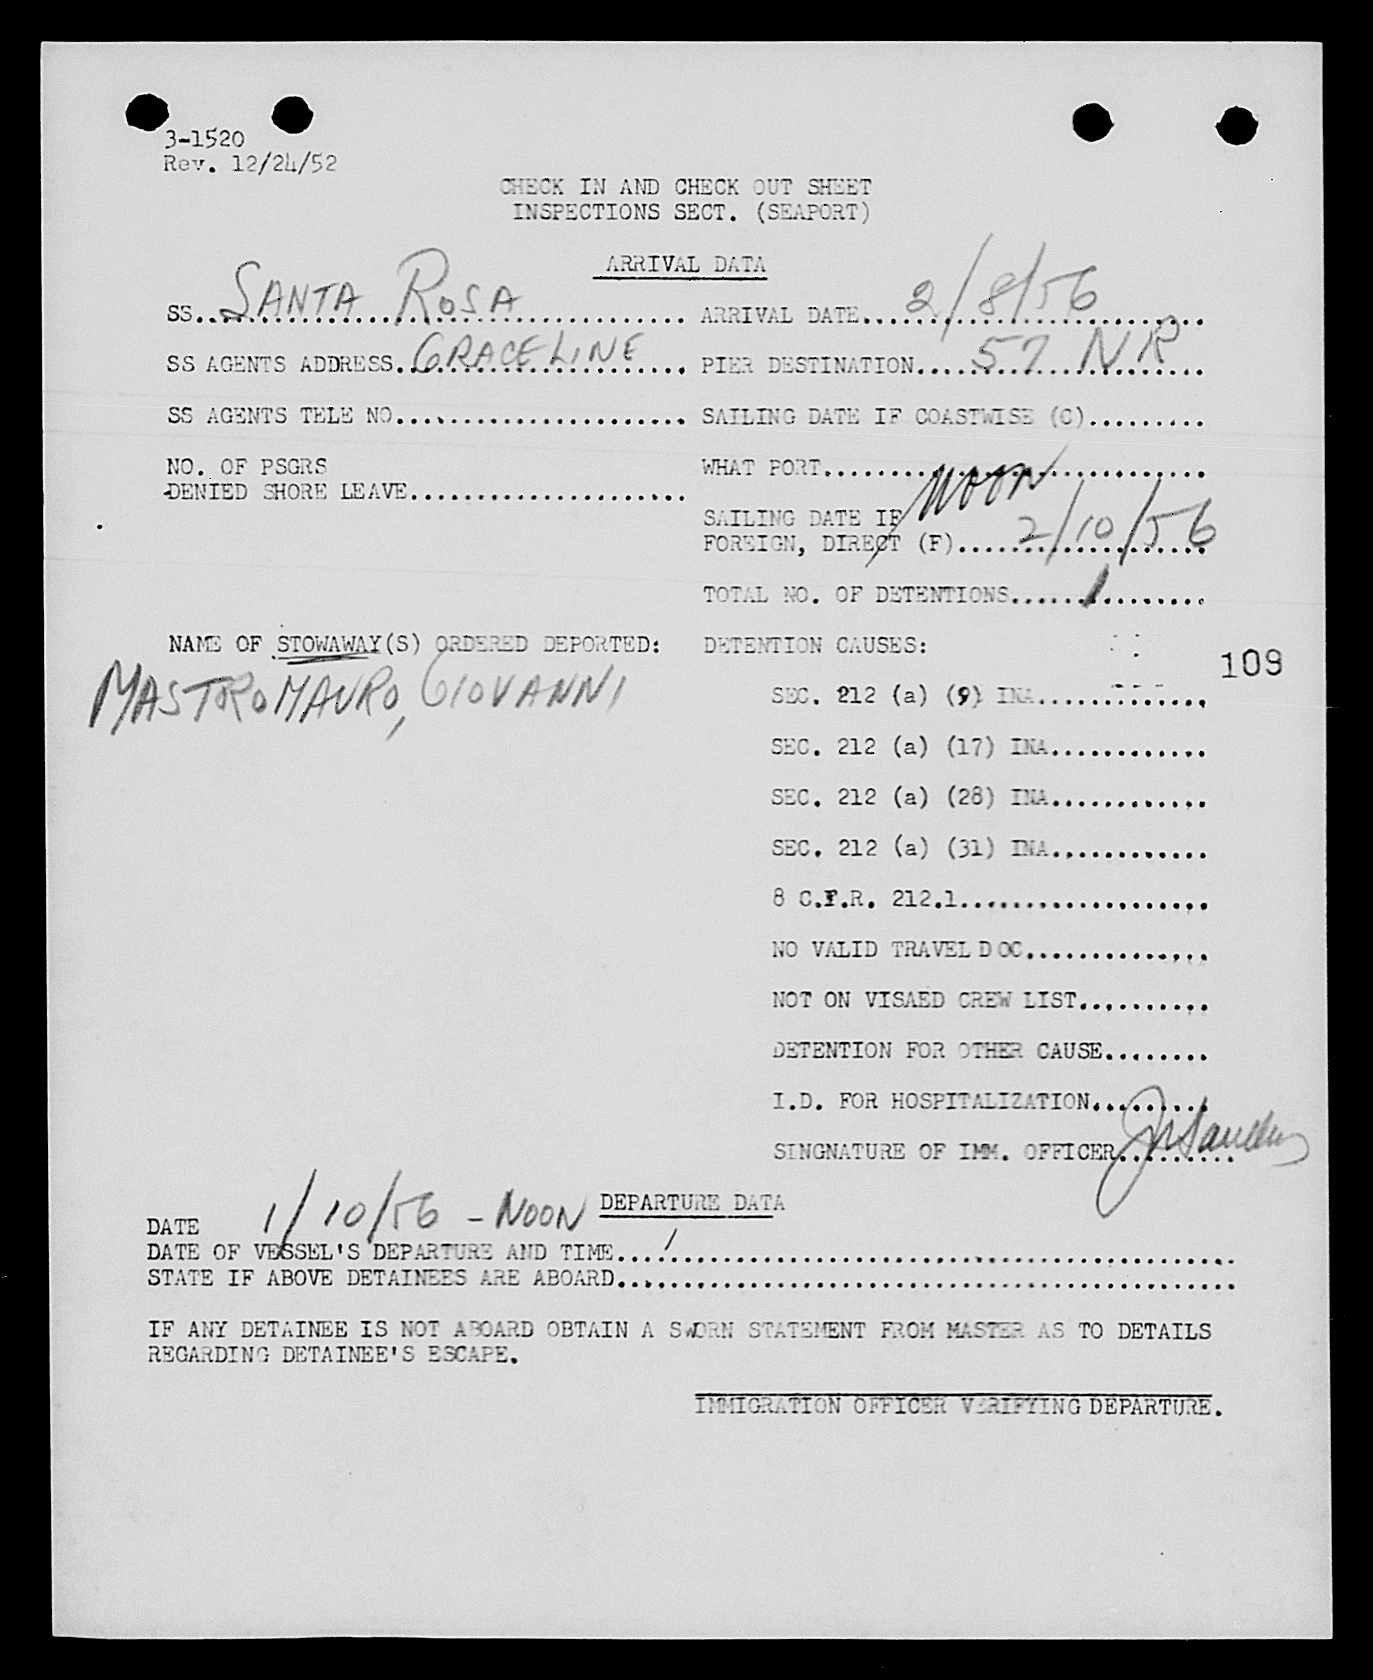 3-1520
Rev. 12/24/52
CHECK IN AND CHECK OUT SHEET
INSPECTIONS SECT. (SEAPORT)
ARRIVAL DATA
SS..SANTA ROSA ARRIVAL DATE...2/8/56
SS AGENTS ADDRESS.GRACE LINE PIER DESTINATION....57 NR
SS AGENTS TELE NO...................... SAILING DATE IF COASTWISE (C).........
NO. OF PSGRS WHAT PORT.............................
DENIED SHORE LEAVE.....................
NOON
SAILING DATE IF
FOREIGN, DIRECT (F).....2/10/56
TOTAL NO. OF DETENTIONS......1........
NAME OF STOWAWAY(S) ORDERED DEPORTED: DETENTION CAUSES:
109
MASTROMAURO, GIOVANNI
SEC. 212 (a) (9) INA.............
SEC. 212 (a) (17) INA............
SEC. 212 (a) (28) INA............
SEC. 212 (a) (31) INA............
8 C.F.R. 212.1...................
NO VALID TRAVEL DOC..............
NOT ON VISAED CREW LIST..........
DETENTION FOR OTHER CAUSE........
I.D. FOR HOSPITALIZATION.........
SINGNATURE OF IMM. OFFICER.........
DEPARTURE DATA
DATE 1/10/56 - NOON
DATE OF VESSEL'S DEPARTURE AND TIME....1..........................................
STATE IF ABOVE DETAINEES ARE ABOARD...............................................
IF ANY DETAINEE IS NOT ABOARD OBTAIN A SWORN STATEMENT FROM MASTER AS TO DETAILS
REGARDING DETAINEE'S ESCAPE.
IMMIGRATION OFFICER VERIFYING DEPARTURE.